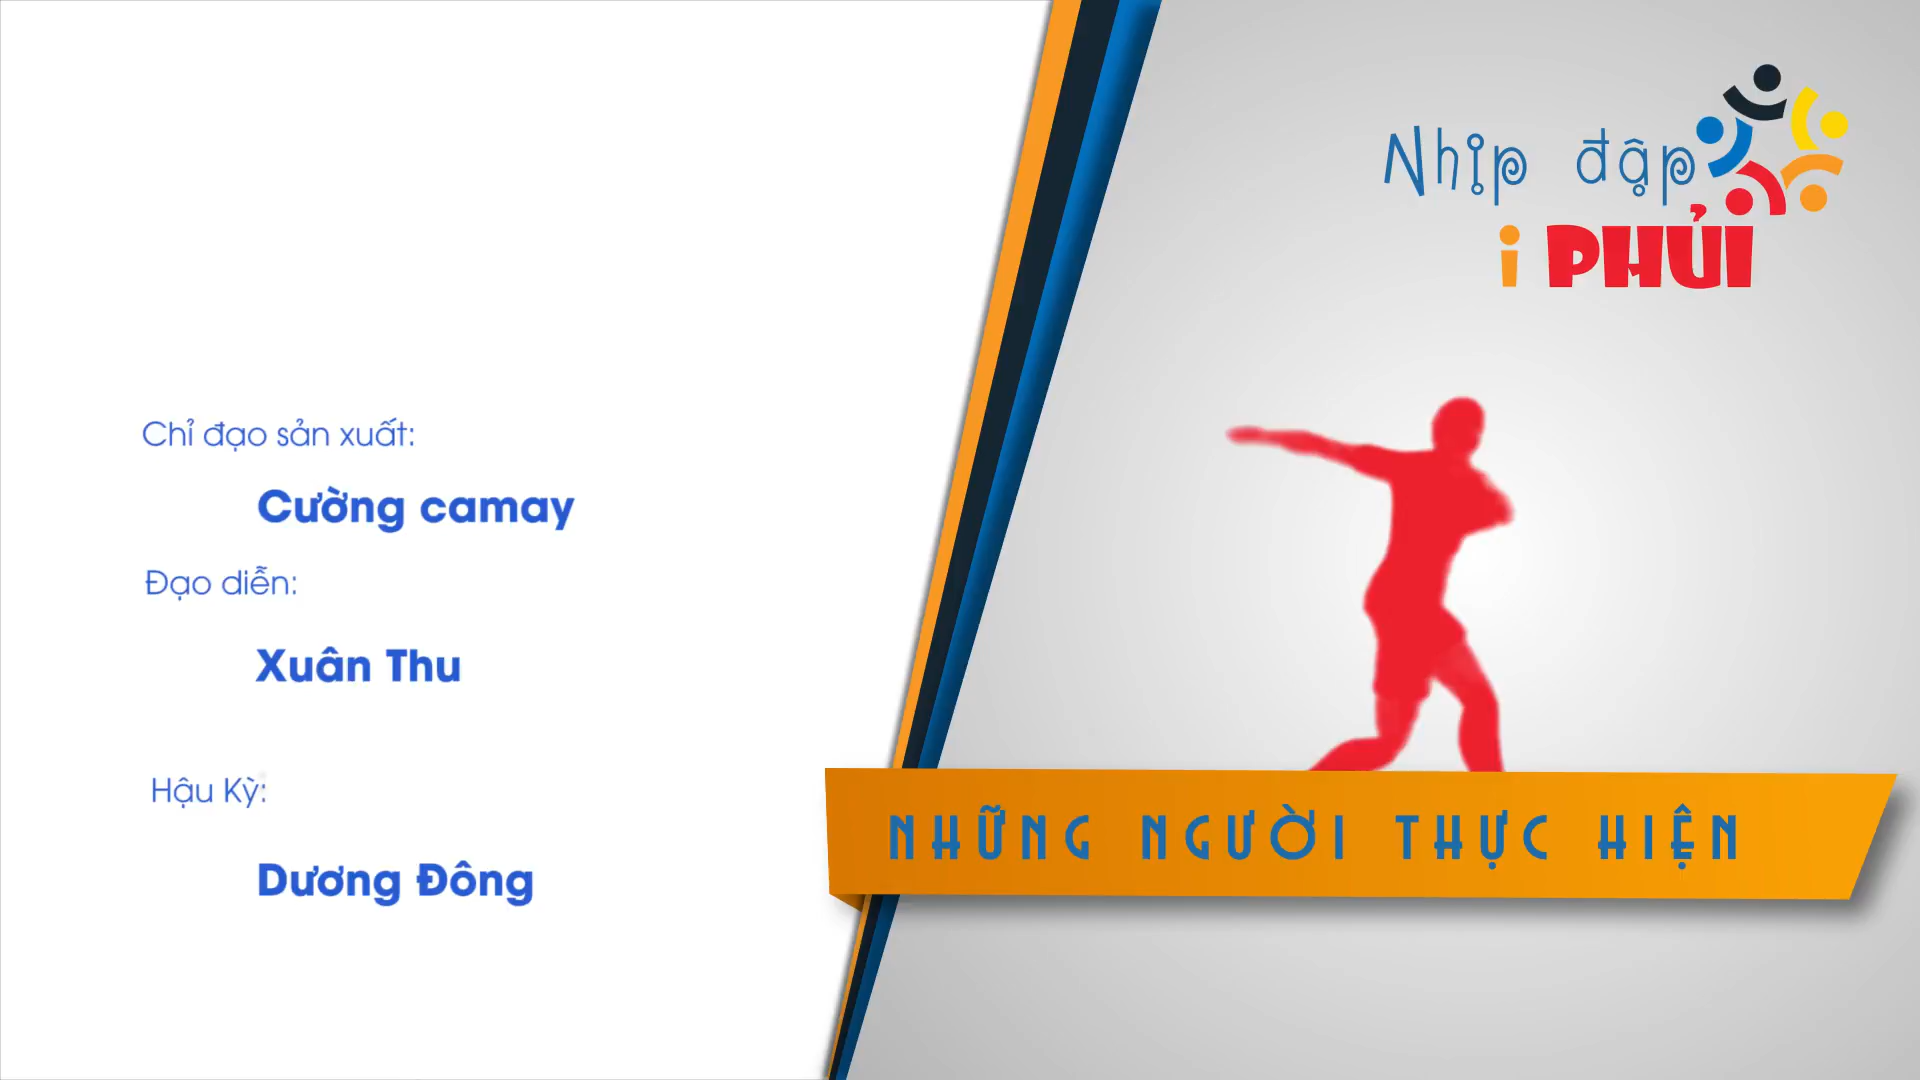 Chỉ đạo sản xuất:
Cường camay
Đạo diễn:
Xuân Thu
Hậu Kỳ:
Dương Đông
Nhịp đập
i PHỦI
NHỮNG NGƯỜI THỰC HIỆN